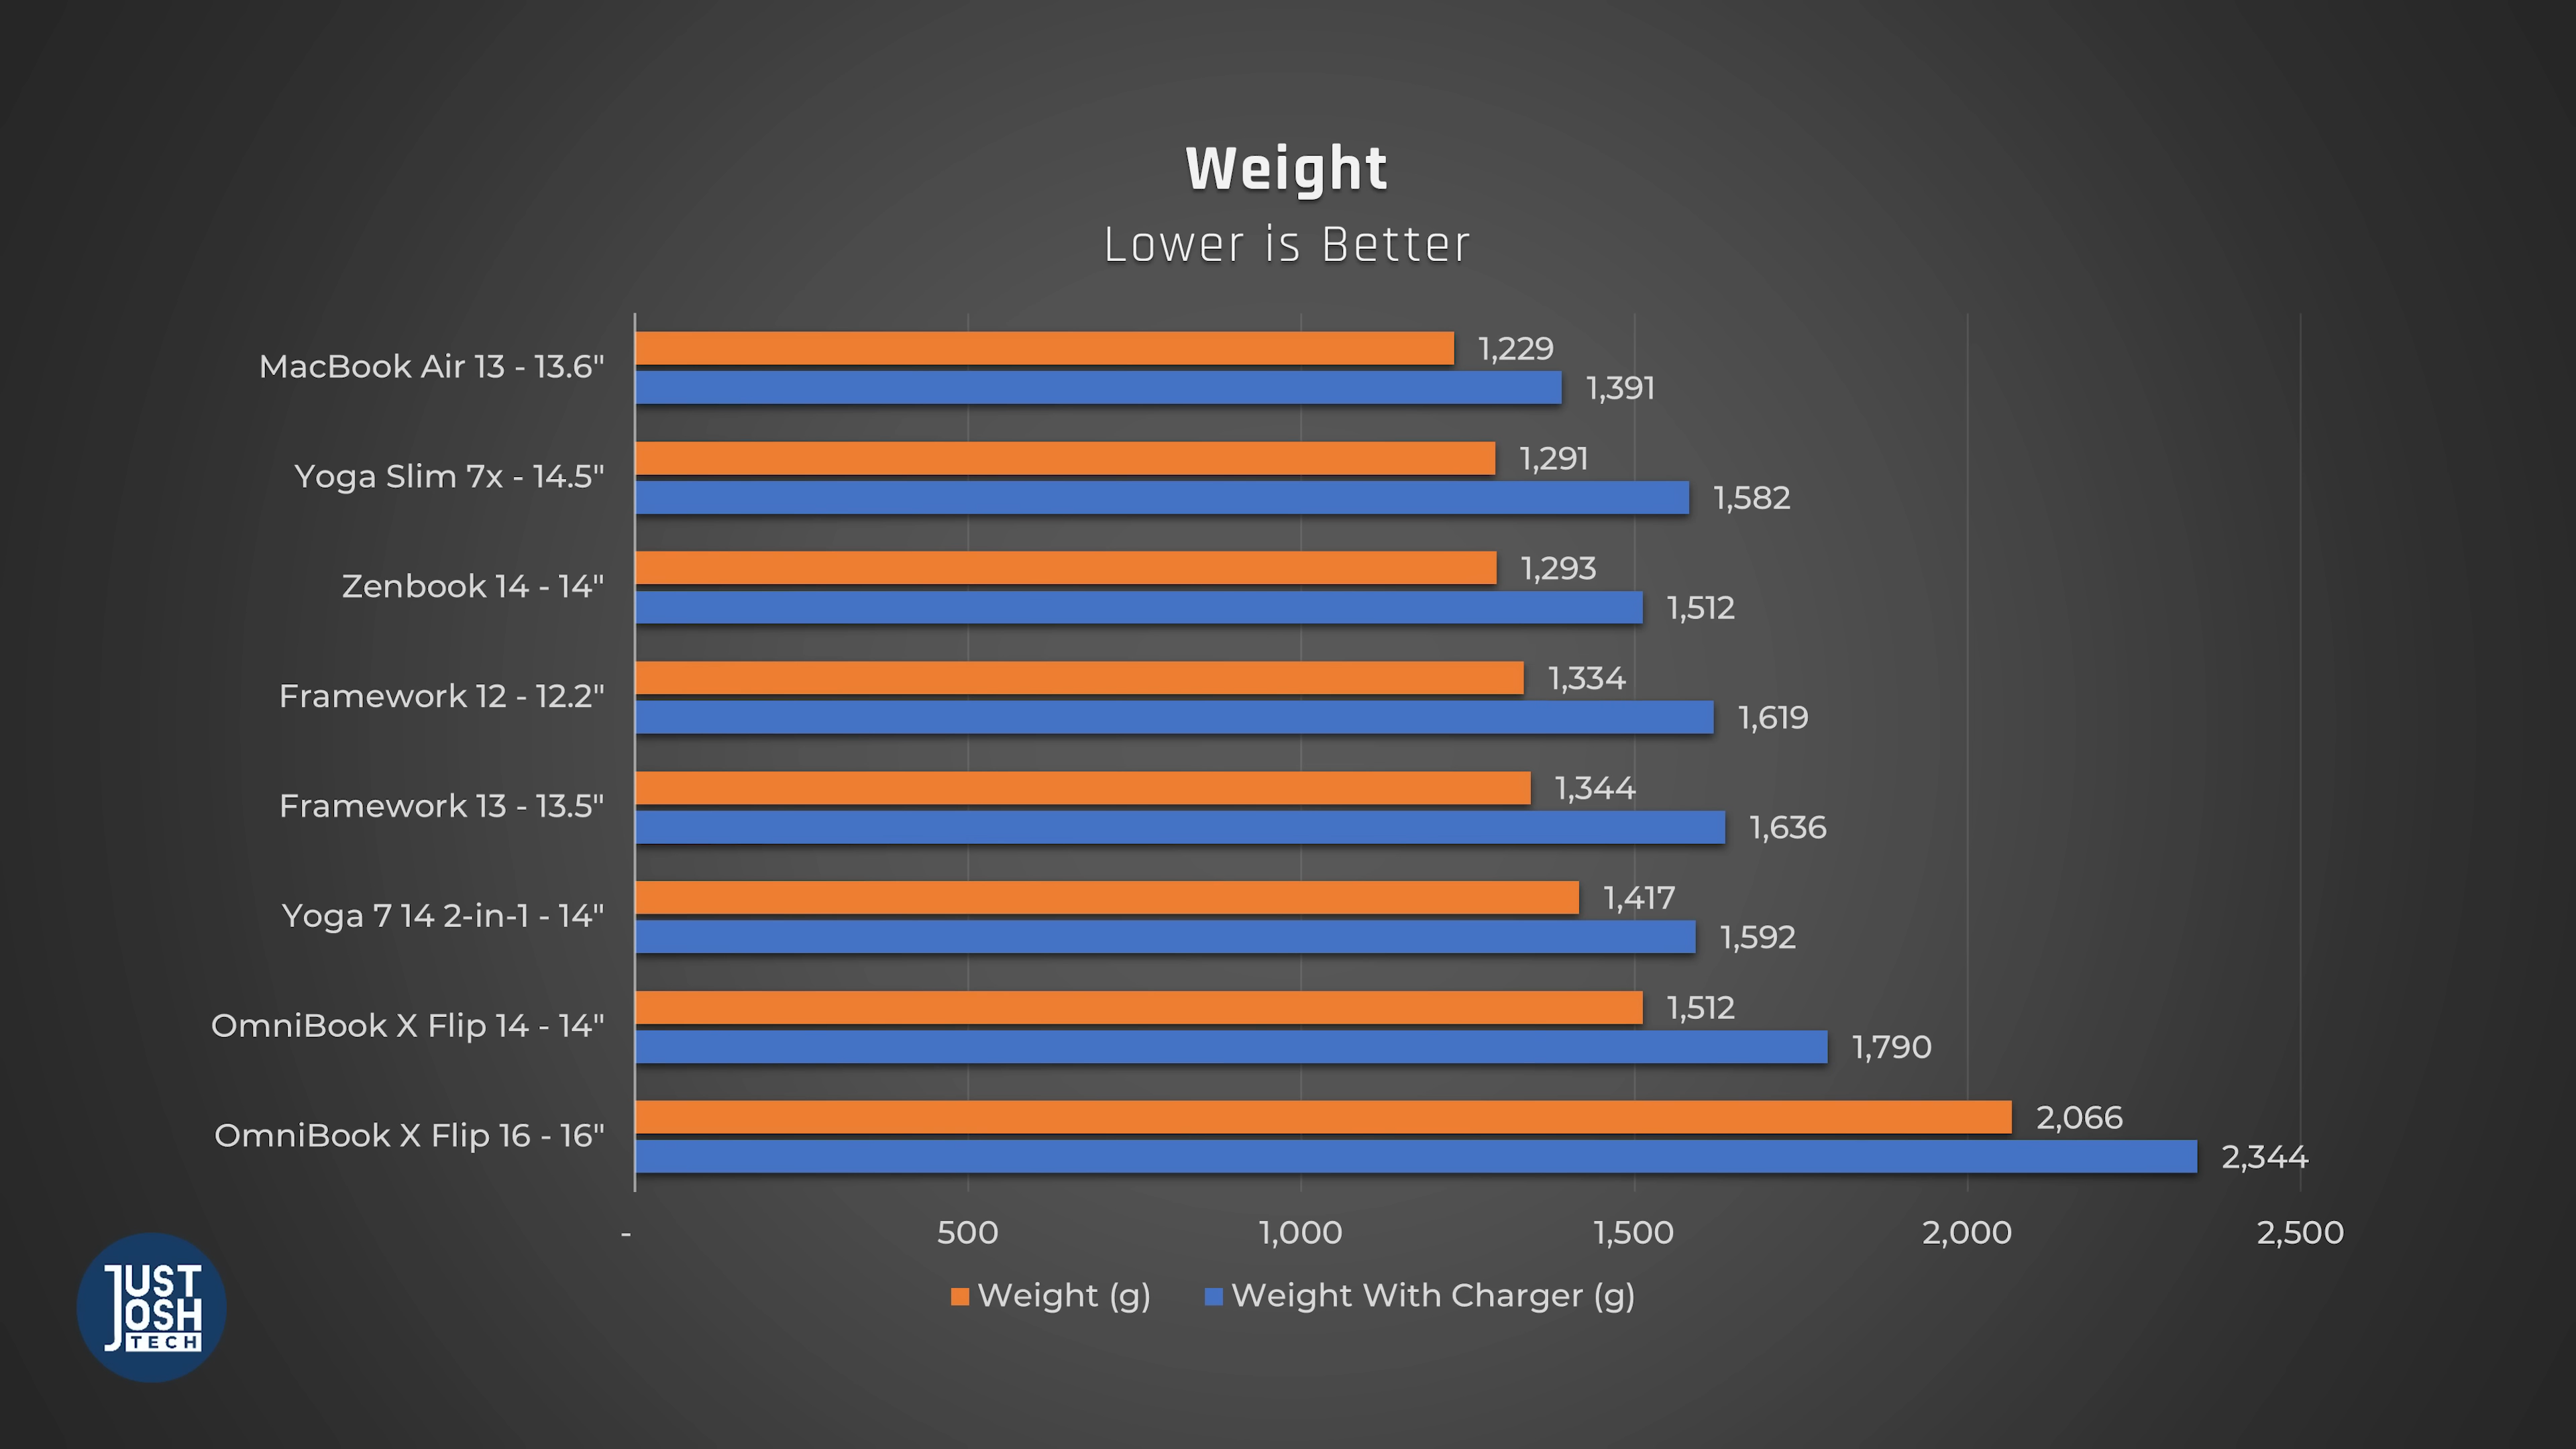 Weight
Lower is Better
MacBook Air 13 - 13.6"
1,229
1,391
Yoga Slim 7x - 14.5"
1,291
1,582
Zenbook 14 - 14"
1,293
1,512
Framework 12 - 12.2"
1,334
1,619
Framework 13 - 13.5"
1,344
1,636
Yoga 7 14 2-in-1 - 14"
1,417
1,592
OmniBook X Flip 14 - 14"
1,512
1,790
OmniBook X Flip 16 - 16"
2,066
2,344
- 500 1,000 1,500 2,000 2,500
Weight (g) Weight With Charger (g)
JUST
JOSH
TECH